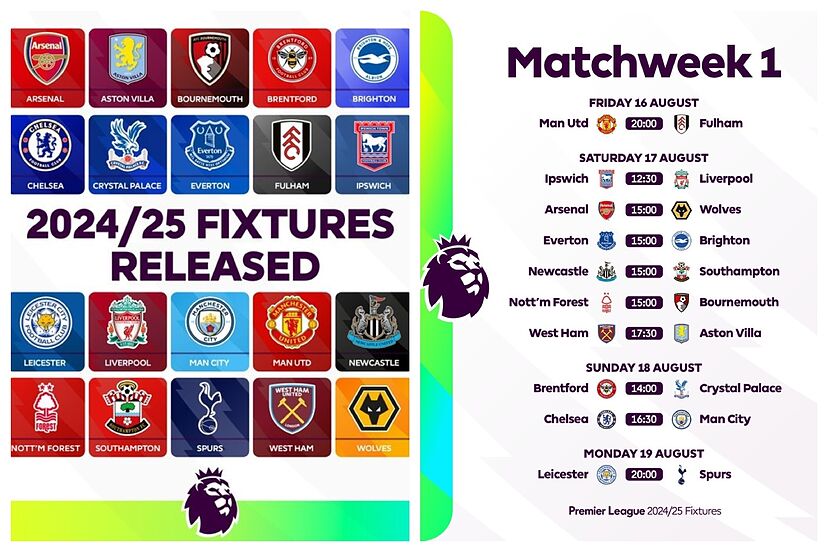 ARSENAL
ASTON VILLA
BOURNEMOUTH
BRENTFORD
BRIGHTON
CHELSEA
CRYSTAL PALACE
EVERTON
FULHAM
IPSWICH
2024/25 FIXTURES
RELEASED
LEICESTER
LIVERPOOL
MAN CITY
MAN UTD
NEWCASTLE
NOTT'M FOREST
SOUTHAMPTON
SPURS
WEST HAM
WOLVES
Matchweek 1
FRIDAY 16 AUGUST
Man Utd 20:00 Fulham
SATURDAY 17 AUGUST
Ipswich 12:30 Liverpool
Arsenal 15:00 Wolves
Everton 15:00 Brighton
Newcastle 15:00 Southampton
Nott'm Forest 15:00 Bournemouth
West Ham 17:30 Aston Villa
SUNDAY 18 AUGUST
Brentford 14:00 Crystal Palace
Chelsea 16:30 Man City
MONDAY 19 AUGUST
Leicester 20:00 Spurs
Premier League 2024/25 Fixtures